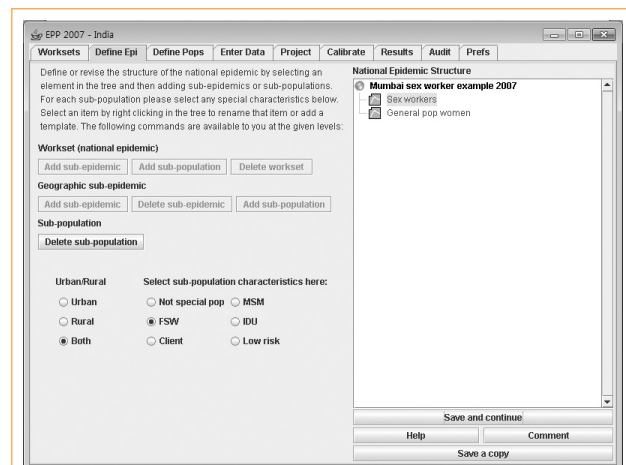 EPP 2007 - India
Worksets Define Epi Define Pops Enter Data Project Calibrate Results Audit Prefs
Define or revise the structure of the national epidemic by selecting an
element in the tree and then adding sub-epidemics or sub-populations.
For each sub-population please select any special characteristics below.
Select an item by right clicking in the tree to rename that item or add a
template. The following commands are available to you at the given levels:
Workset (national epidemic)
Add sub-epidemic Add sub-population Delete workset
Geographic sub-epidemic
Add sub-epidemic Delete sub-epidemic Add sub-population
Sub-population
Delete sub-population
Urban/Rural Select sub-population characteristics here:
Urban Not special pop MSM
Rural FSW IDU
Both Client Low risk
National Epidemic Structure
Mumbai sex worker example 2007
Sex workers
General pop women
Save and continue
Help Comment
Save a copy